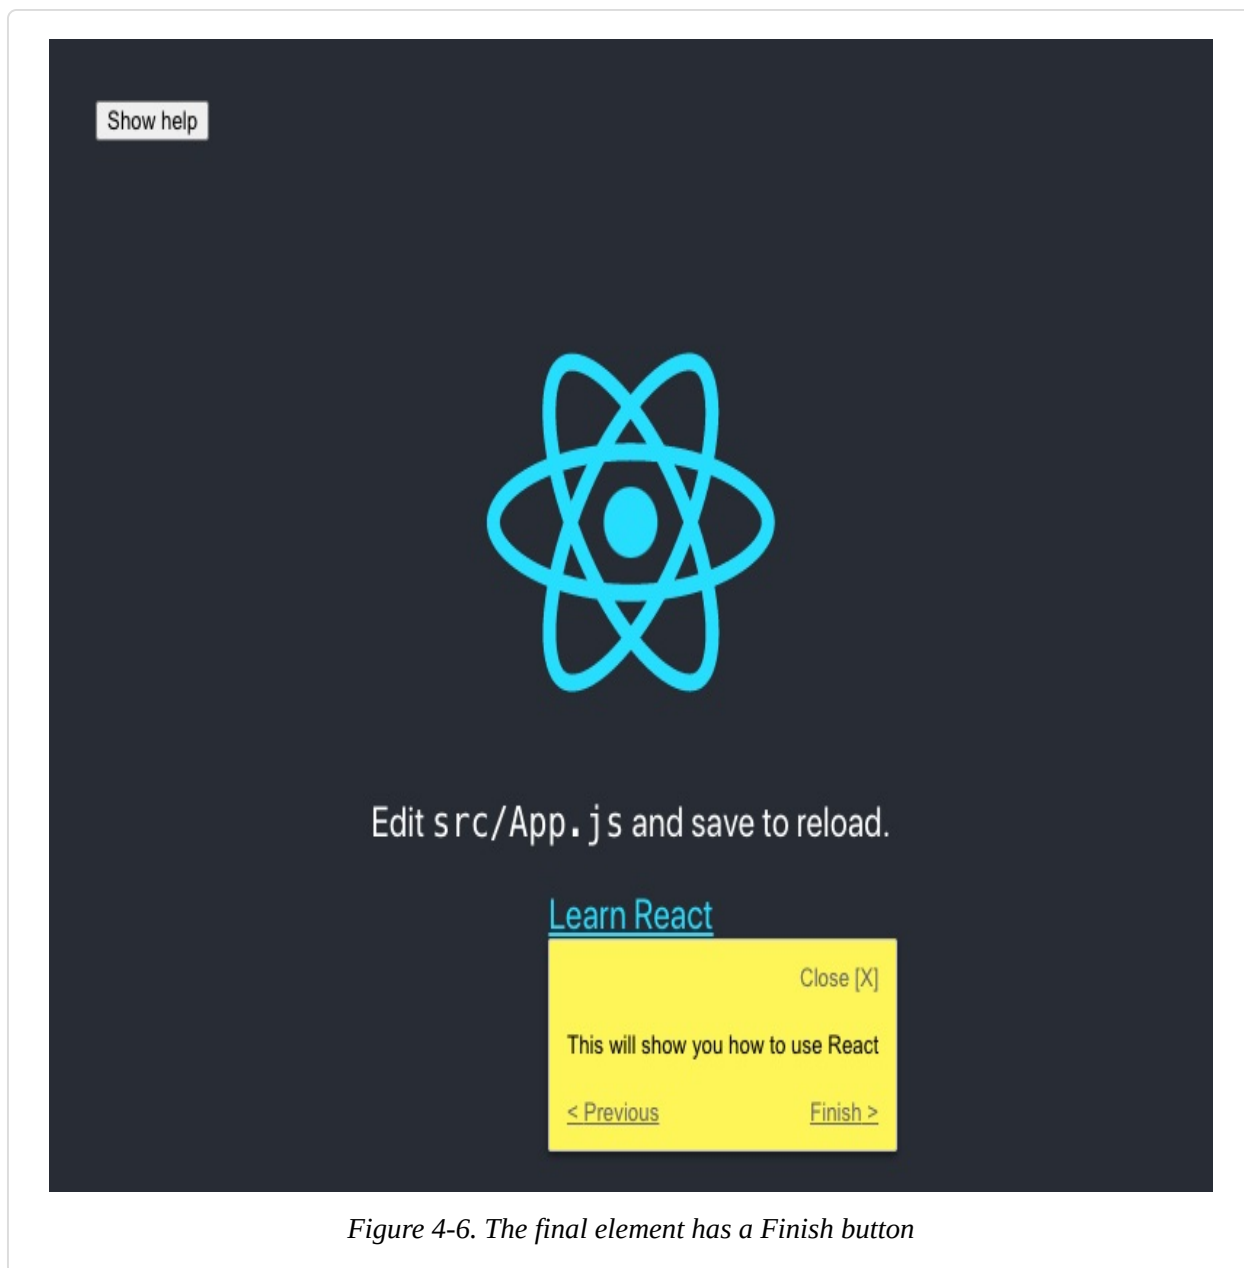 Show help
Edit src/App.js and save to reload.
Learn React
Close [X]
This will show you how to use React
< Previous Finish >
Figure 4-6. The final element has a Finish button